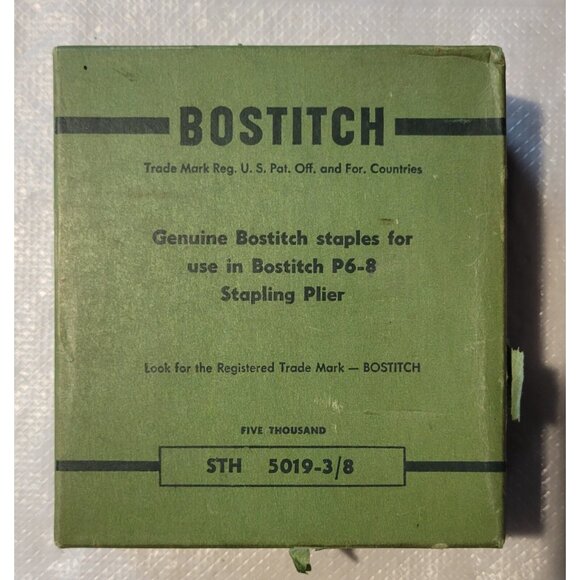 BOSTITCH
Trade Mark Reg. U. S. Pat. Off. and For. Countries
Genuine Bostitch staples for
use in Bostitch P6-8
Stapling Plier
Look for the Registered Trade Mark — BOSTITCH
FIVE THOUSAND
STH 5019-3/8